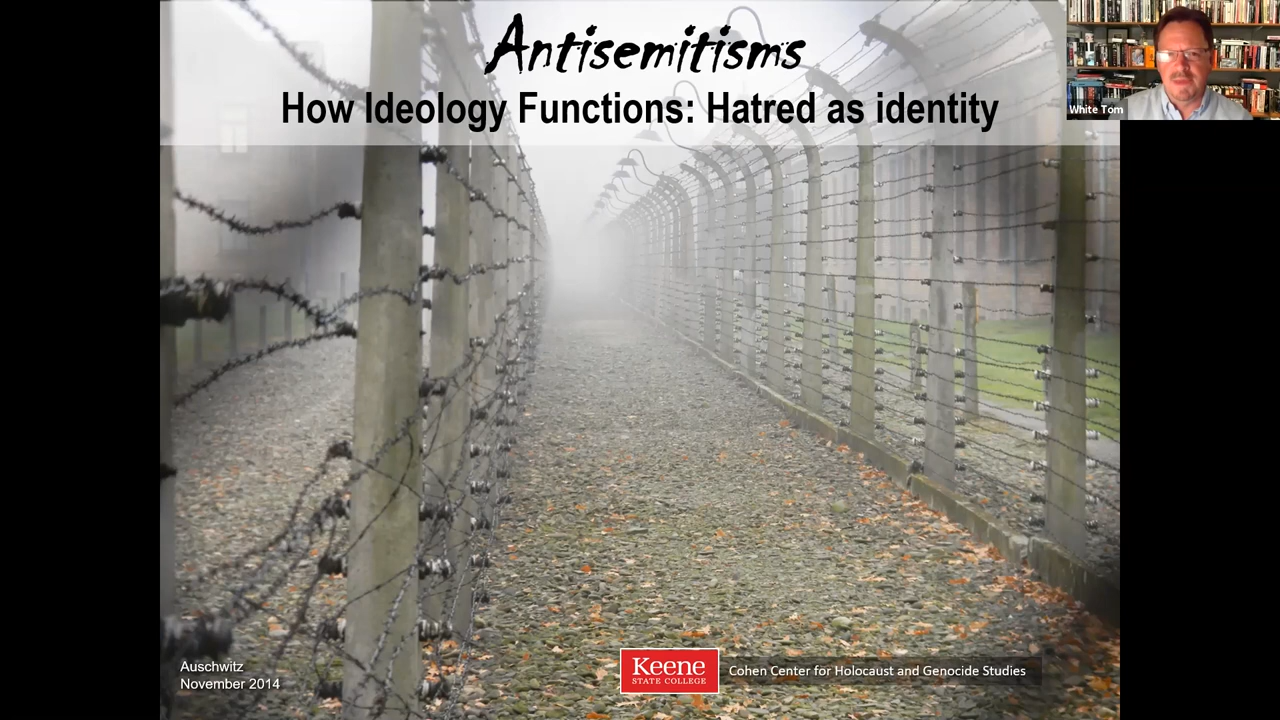 Antisemitisms
How Ideology Functions: Hatred as identity
White Tom
Auschwitz
November 2014
Keene
STATE COLLEGE
Cohen Center for Holocaust and Genocide Studies